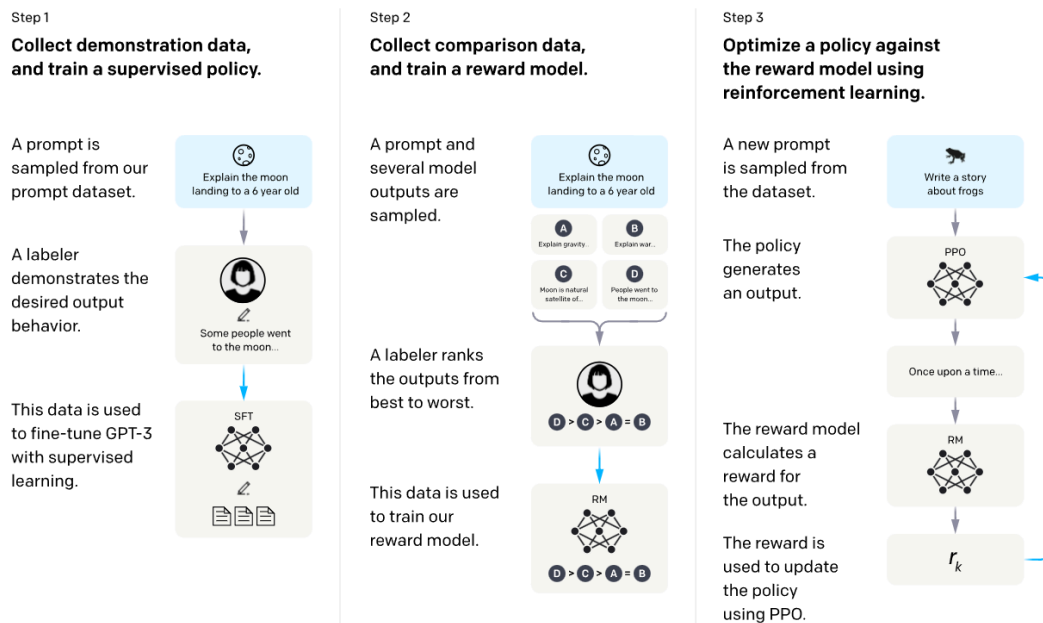 Step 1
Collect demonstration data,
and train a supervised policy.
A prompt is
sampled from our
prompt dataset.
Explain the moon
landing to a 6 year old
A labeler
demonstrates the
desired output
behavior.
Some people went
to the moon...
This data is used
to fine-tune GPT-3
with supervised
learning.
SFT
Step 2
Collect comparison data,
and train a reward model.
A prompt and
several model
outputs are
sampled.
Explain the moon
landing to a 6 year old
A
Explain gravity...
B
Explain war...
C
Moon is natural
satellite of...
D
People went to
the moon...
A labeler ranks
the outputs from
best to worst.
D > C > A = B
This data is used
to train our
reward model.
RM
D > C > A = B
Step 3
Optimize a policy against
the reward model using
reinforcement learning.
A new prompt
is sampled from
the dataset.
Write a story
about frogs
The policy
generates
an output.
PPO
Once upon a time...
The reward model
calculates a
reward for
the output.
RM
The reward is
used to update
the policy
using PPO.
r_k